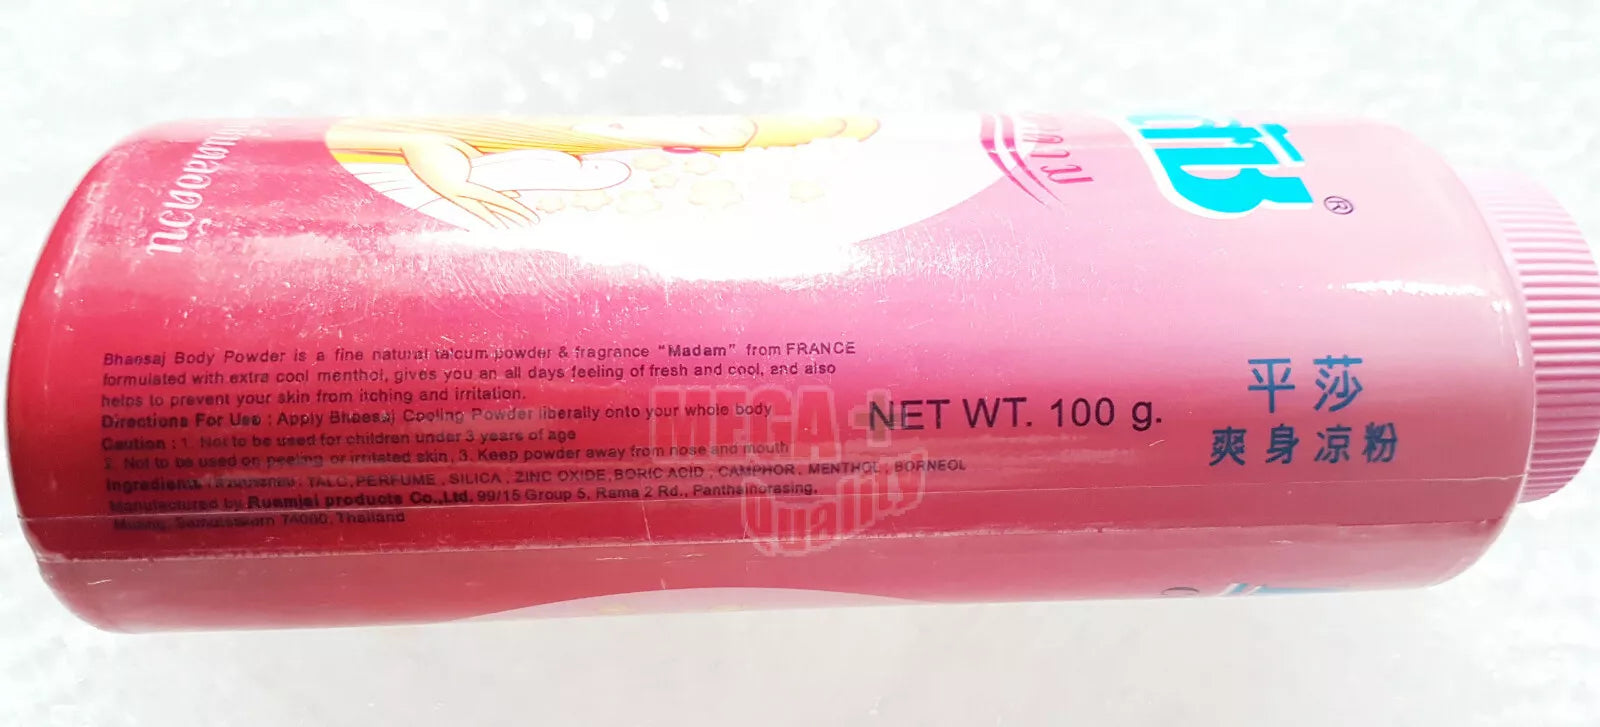 ®
Bhaesaj Body Powder is a fine natural talcum powder & fragrance "Madam" from FRANCE
formulated with extra cool menthol, gives you an all days feeling of fresh and cool, and also
helps to prevent your skin from itching and irritation.
Directions For Use : Apply Bhaesaj Cooling Powder liberally onto your whole body
Caution : 1. Not to be used for children under 3 years of age
2. Not to be used on peeling or irritated skin, 3. Keep powder away from nose and mouth
Ingredients : TALC, PERFUME, SILICA, ZINC OXIDE, BORIC ACID, CAMPHOR, MENTHOL, BORNEOL
Manufactured by Ruamjai products Co.,Ltd. 99/15 Group 5, Rama 2 Rd., Panthainorasing,
Muang, Samutsakorn 74000, Thailand
NET WT. 100 g.
平莎
爽身凉粉
MEGA+
Quality